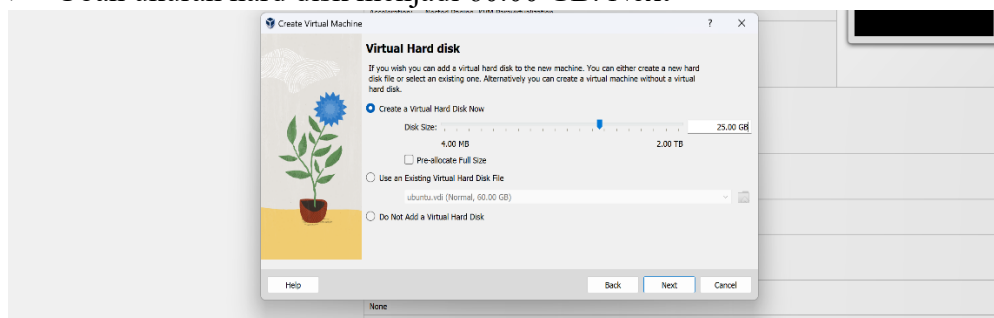 Create Virtual Machine
? X
Virtual Hard disk
If you wish you can add a virtual hard disk to the new machine. You can either create a new hard
disk file or select an existing one. Alternatively you can create a virtual machine without a virtual
hard disk.
Create a Virtual Hard Disk Now
Disk Size:
25.00 GB
4.00 MB
2.00 TB
Pre-allocate Full Size
Use an Existing Virtual Hard Disk File
ubuntu.vdi (Normal, 60.00 GB)
Do Not Add a Virtual Hard Disk
Help
Back
Next
Cancel
None